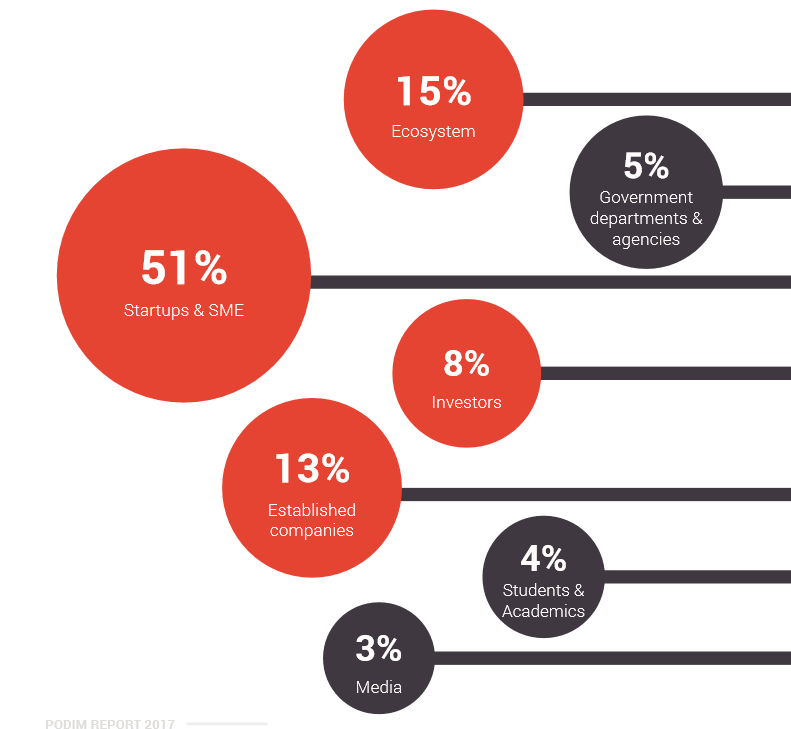 15%
Ecosystem
5%
Government
departments &
agencies
51%
Startups & SME
8%
Investors
13%
Established
companies
4%
Students &
Academics
3%
Media
PODIM REPORT 2017